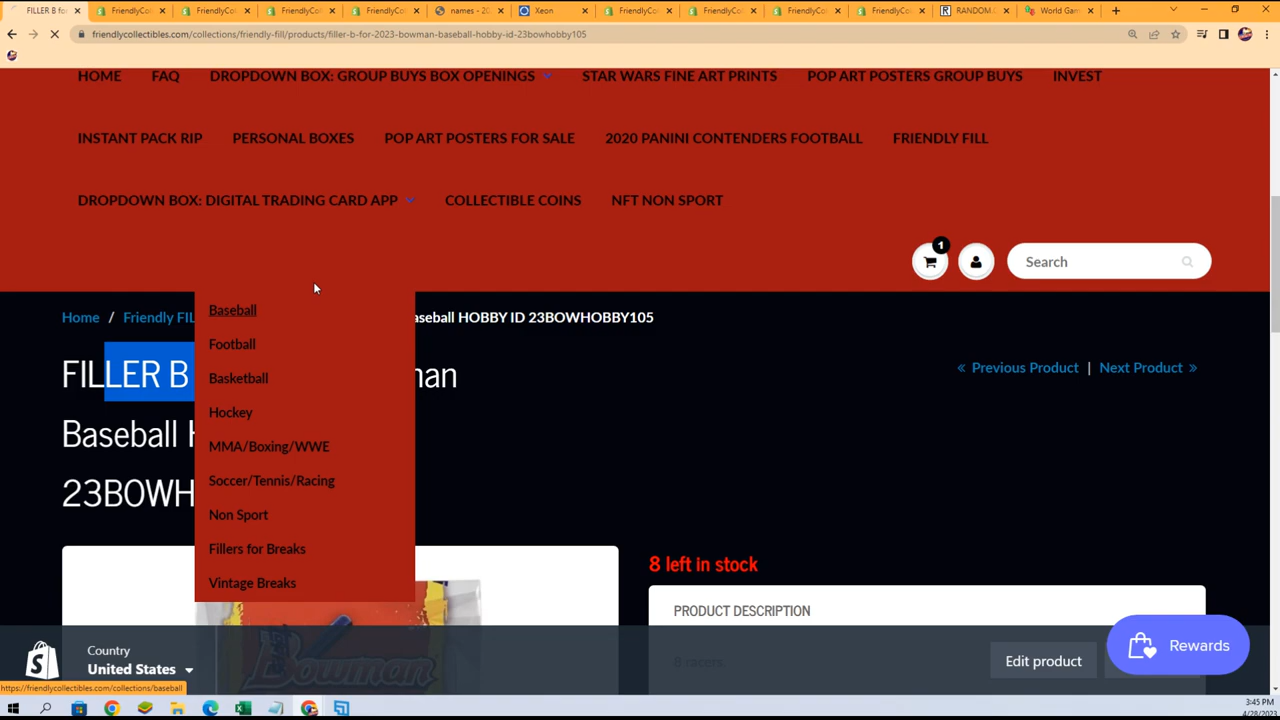 FILLER B fo
FriendlyCo
FriendlyCo
FriendlyCo
FriendlyCo
names - 20
Xeon
FriendlyCo
FriendlyCo
FriendlyCo
FriendlyCo
RANDOM.O
World Gam
friendlycollectibles.com/collections/friendly-fill/products/filler-b-for-2023-bowman-baseball-hobby-id-23bowhobby105
HOME FAQ DROPDOWN BOX: GROUP BUYS BOX OPENINGS STAR WARS FINE ART PRINTS POP ART POSTERS GROUP BUYS INVEST
INSTANT PACK RIP PERSONAL BOXES POP ART POSTERS FOR SALE 2020 PANINI CONTENDERS FOOTBALL FRIENDLY FILL
DROPDOWN BOX: DIGITAL TRADING CARD APP COLLECTIBLE COINS NFT NON SPORT
1
Search
Baseball
Football
Basketball
Hockey
MMA/Boxing/WWE
Soccer/Tennis/Racing
Non Sport
Fillers for Breaks
Vintage Breaks
Home / Friendly FIL aseball HOBBY ID 23BOWHOBBY105
FILLER B man
Baseball H
23BOWH
« Previous Product | Next Product »
8 left in stock
PRODUCT DESCRIPTION
8 racers
Bowman
Country
United States
Edit product
Rewards
https://friendlycollectibles.com/collections/baseball
3:45 PM
4/28/2023